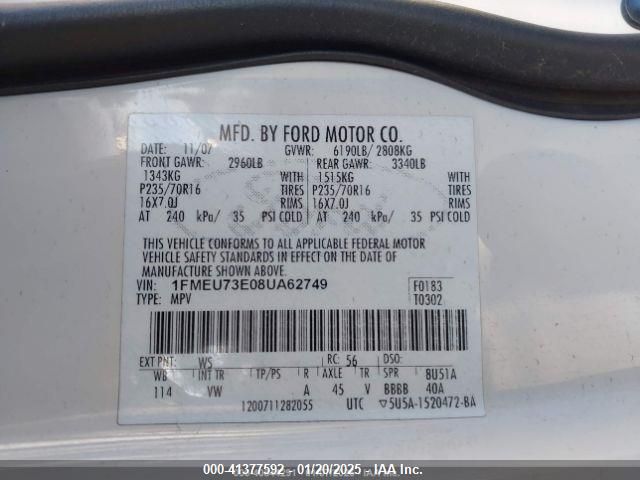 MFD. BY FORD MOTOR CO.
DATE: 11/07 GVWR: 6190LB/ 2808KG
FRONT GAWR: 2960LB REAR GAWR: 3340LB
1343KG WITH 1515KG WITH
P235/70R16 TIRES P235/70R16 TIRES
16X7.0J RIMS 16X7.0J RIMS
AT 240 kPa/ 35 PSI COLD AT 240 kPa/ 35 PSI COLD
THIS VEHICLE CONFORMS TO ALL APPLICABLE FEDERAL MOTOR
VEHICLE SAFETY STANDARDS IN EFFECT ON THE DATE OF
MANUFACTURE SHOWN ABOVE.
VIN: 1FMEU73E08UA62749 F0183
TYPE: MPV T0302
EXT PNT: WS RC: 56 DSO:
WB INT TR TP/PS R AXLE TR SPR 8U51A
114 VW A 45 V BBBB 40A
1200711282055 UTC ▽5U5A-1520472-BA
000-41377592 - 01/20/2025 - IAA Inc.